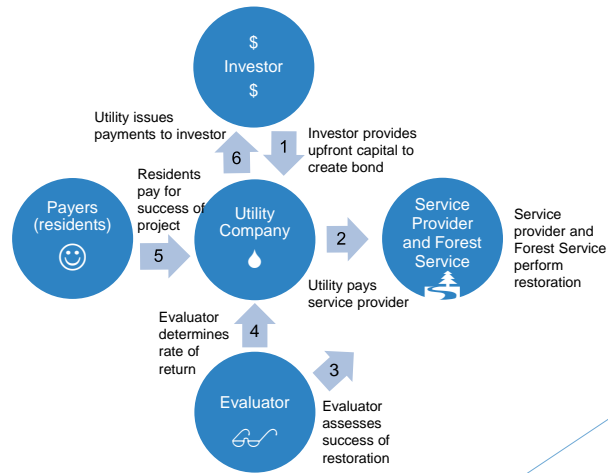 $
Investor
$
Utility issues
payments to investor
6
1
Investor provides
upfront capital to
create bond
Residents
pay for
success of
project
Payers
(residents)
5
Utility
Company
2
Utility pays
service provider
Service
Provider
and Forest
Service
Service
provider and
Forest Service
perform
restoration
Evaluator
determines
rate of
return
4
3
Evaluator
Evaluator
assesses
success of
restoration